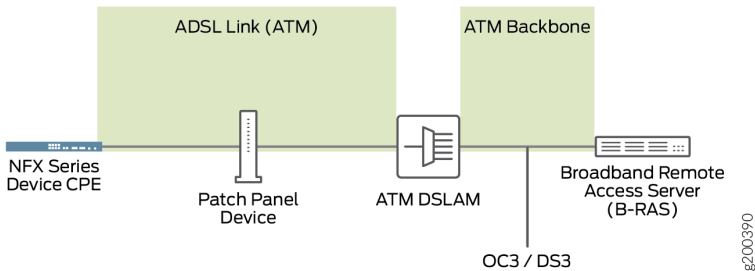 ADSL Link (ATM)
ATM Backbone
NFX Series
Device CPE
Patch Panel
Device
ATM DSLAM
Broadband Remote
Access Server
(B-RAS)
OC3 / DS3
g200390